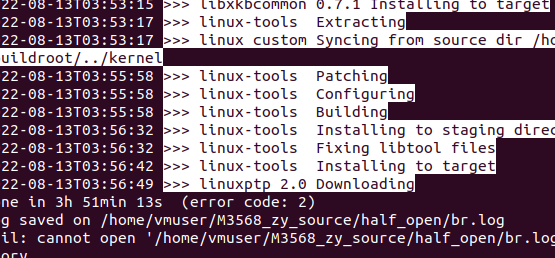 22-08-13T03:53:15 >>> libxkbcommon 0.7.1 Installing to target
22-08-13T03:53:17 >>> linux-tools  Extracting
22-08-13T03:53:17 >>> linux custom Syncing from source dir /ho
uildroot/../kernel
22-08-13T03:55:58 >>> linux-tools  Patching
22-08-13T03:55:58 >>> linux-tools  Configuring
22-08-13T03:55:58 >>> linux-tools  Building
22-08-13T03:56:32 >>> linux-tools  Installing to staging direc
22-08-13T03:56:32 >>> linux-tools  Fixing libtool files
22-08-13T03:56:42 >>> linux-tools  Installing to target
22-08-13T03:56:49 >>> linuxptp 2.0 Downloading
ne in 3h 51min 13s  (error code: 2)
g saved on /home/vmuser/M3568_zy_source/half_open/br.log
il: cannot open '/home/vmuser/M3568_zy_source/half_open/br.log
ory